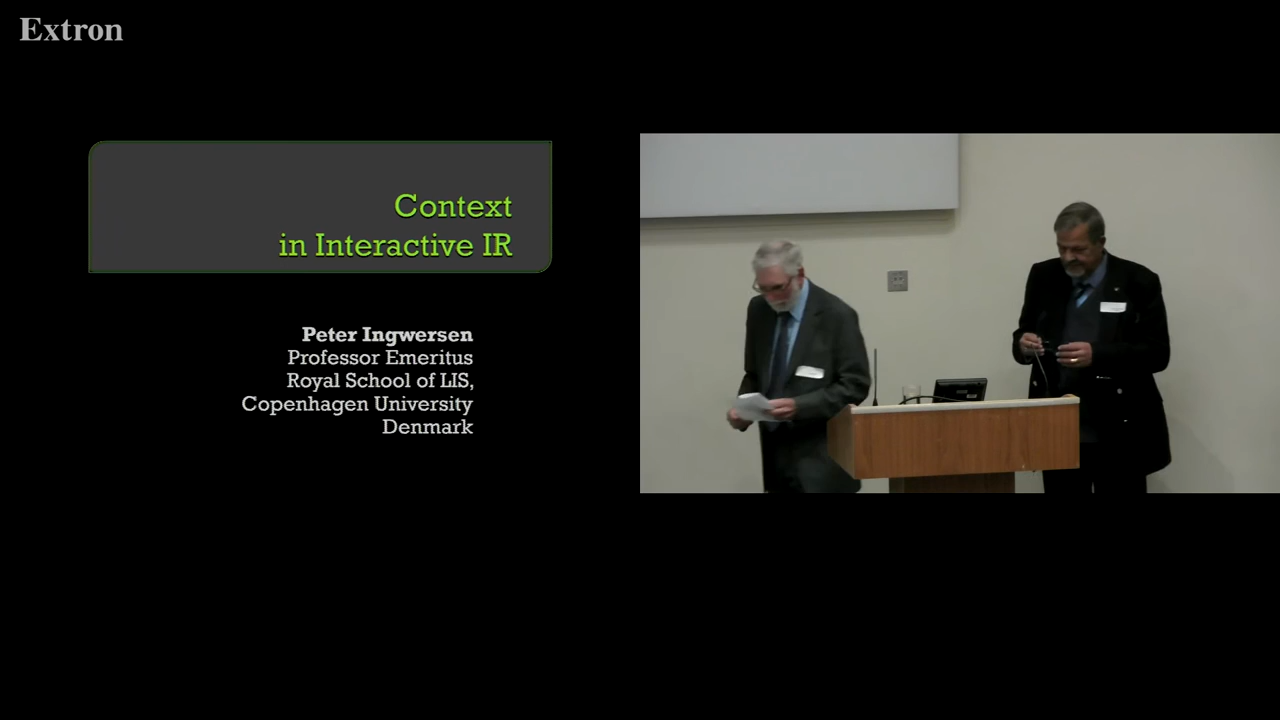 Extron
Context
in Interactive IR
Peter Ingwersen
Professor Emeritus
Royal School of LIS,
Copenhagen University
Denmark